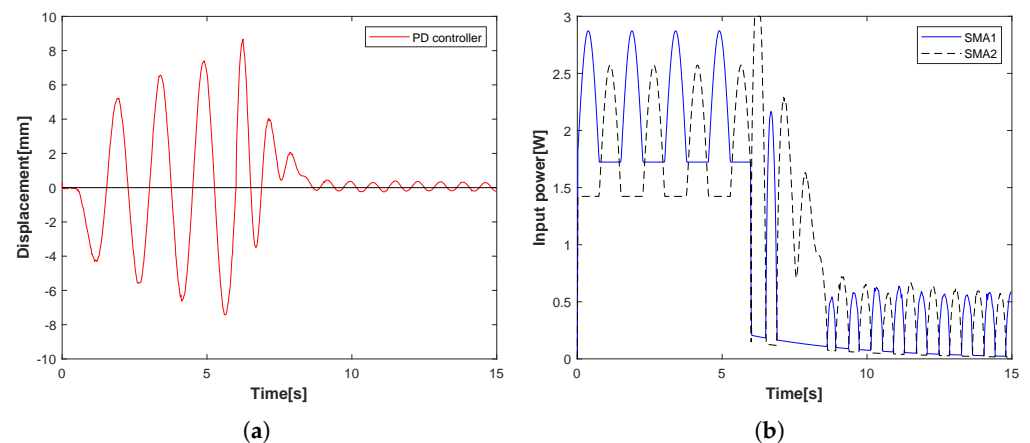 PD controller
10
8
6
4
2
0
-2
-4
-6
-8
-10
Displacement[mm]
0 5 10 15
Time[s]
(a)
SMA1
SMA2
3
2.5
2
1.5
1
0.5
0
Input power[W]
0 5 10 15
Time[s]
(b)